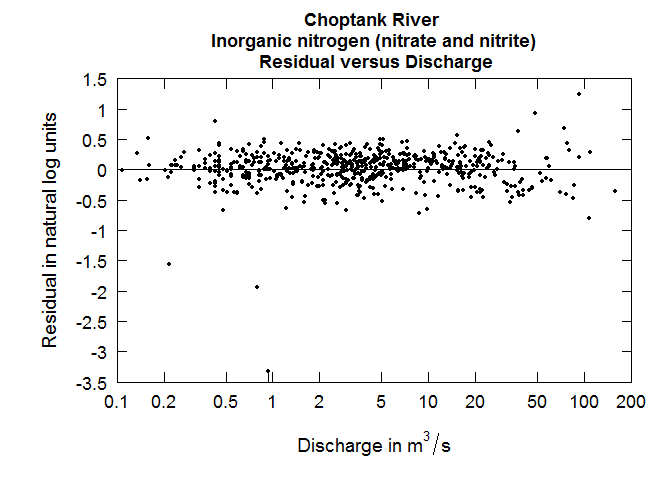 Choptank River
Inorganic nitrogen (nitrate and nitrite)
Residual versus Discharge
1.5
1
0.5
0
-0.5
-1
-1.5
-2
-2.5
-3
-3.5
Residual in natural log units
0.1 0.2 0.5 1 2 5 10 20 50 100 200
Discharge in m³/s